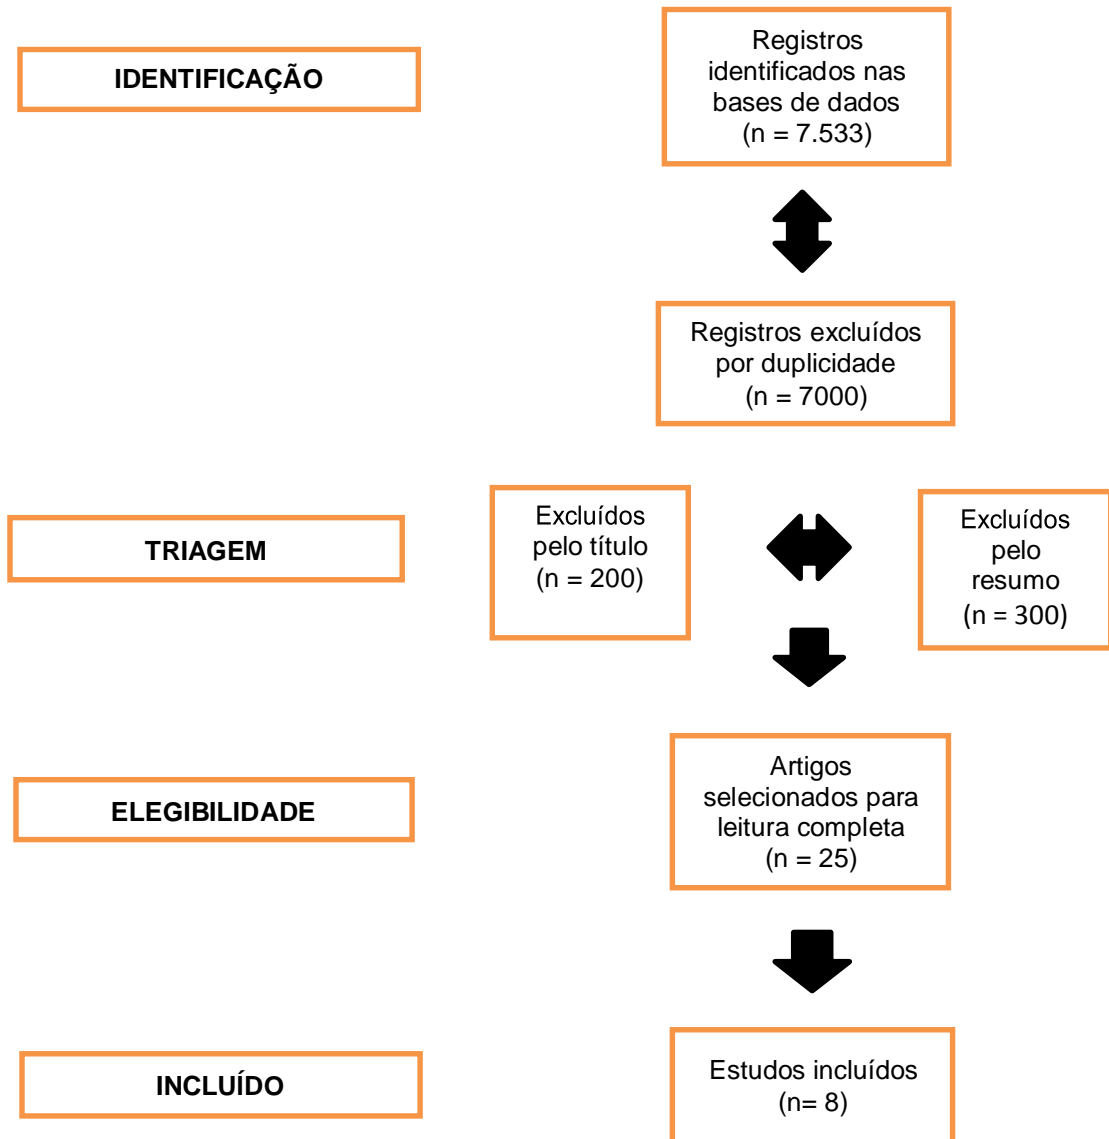 IDENTIFICAÇÃO
Registros
identificados nas
bases de dados
(n = 7.533)
Registros excluídos
por duplicidade
(n = 7000)
TRIAGEM
Excluídos
pelo título
(n = 200)
Excluídos
pelo
resumo
(n = 300)
ELEGIBILIDADE
Artigos
selecionados para
leitura completa
(n = 25)
INCLUÍDO
Estudos incluídos
(n= 8)